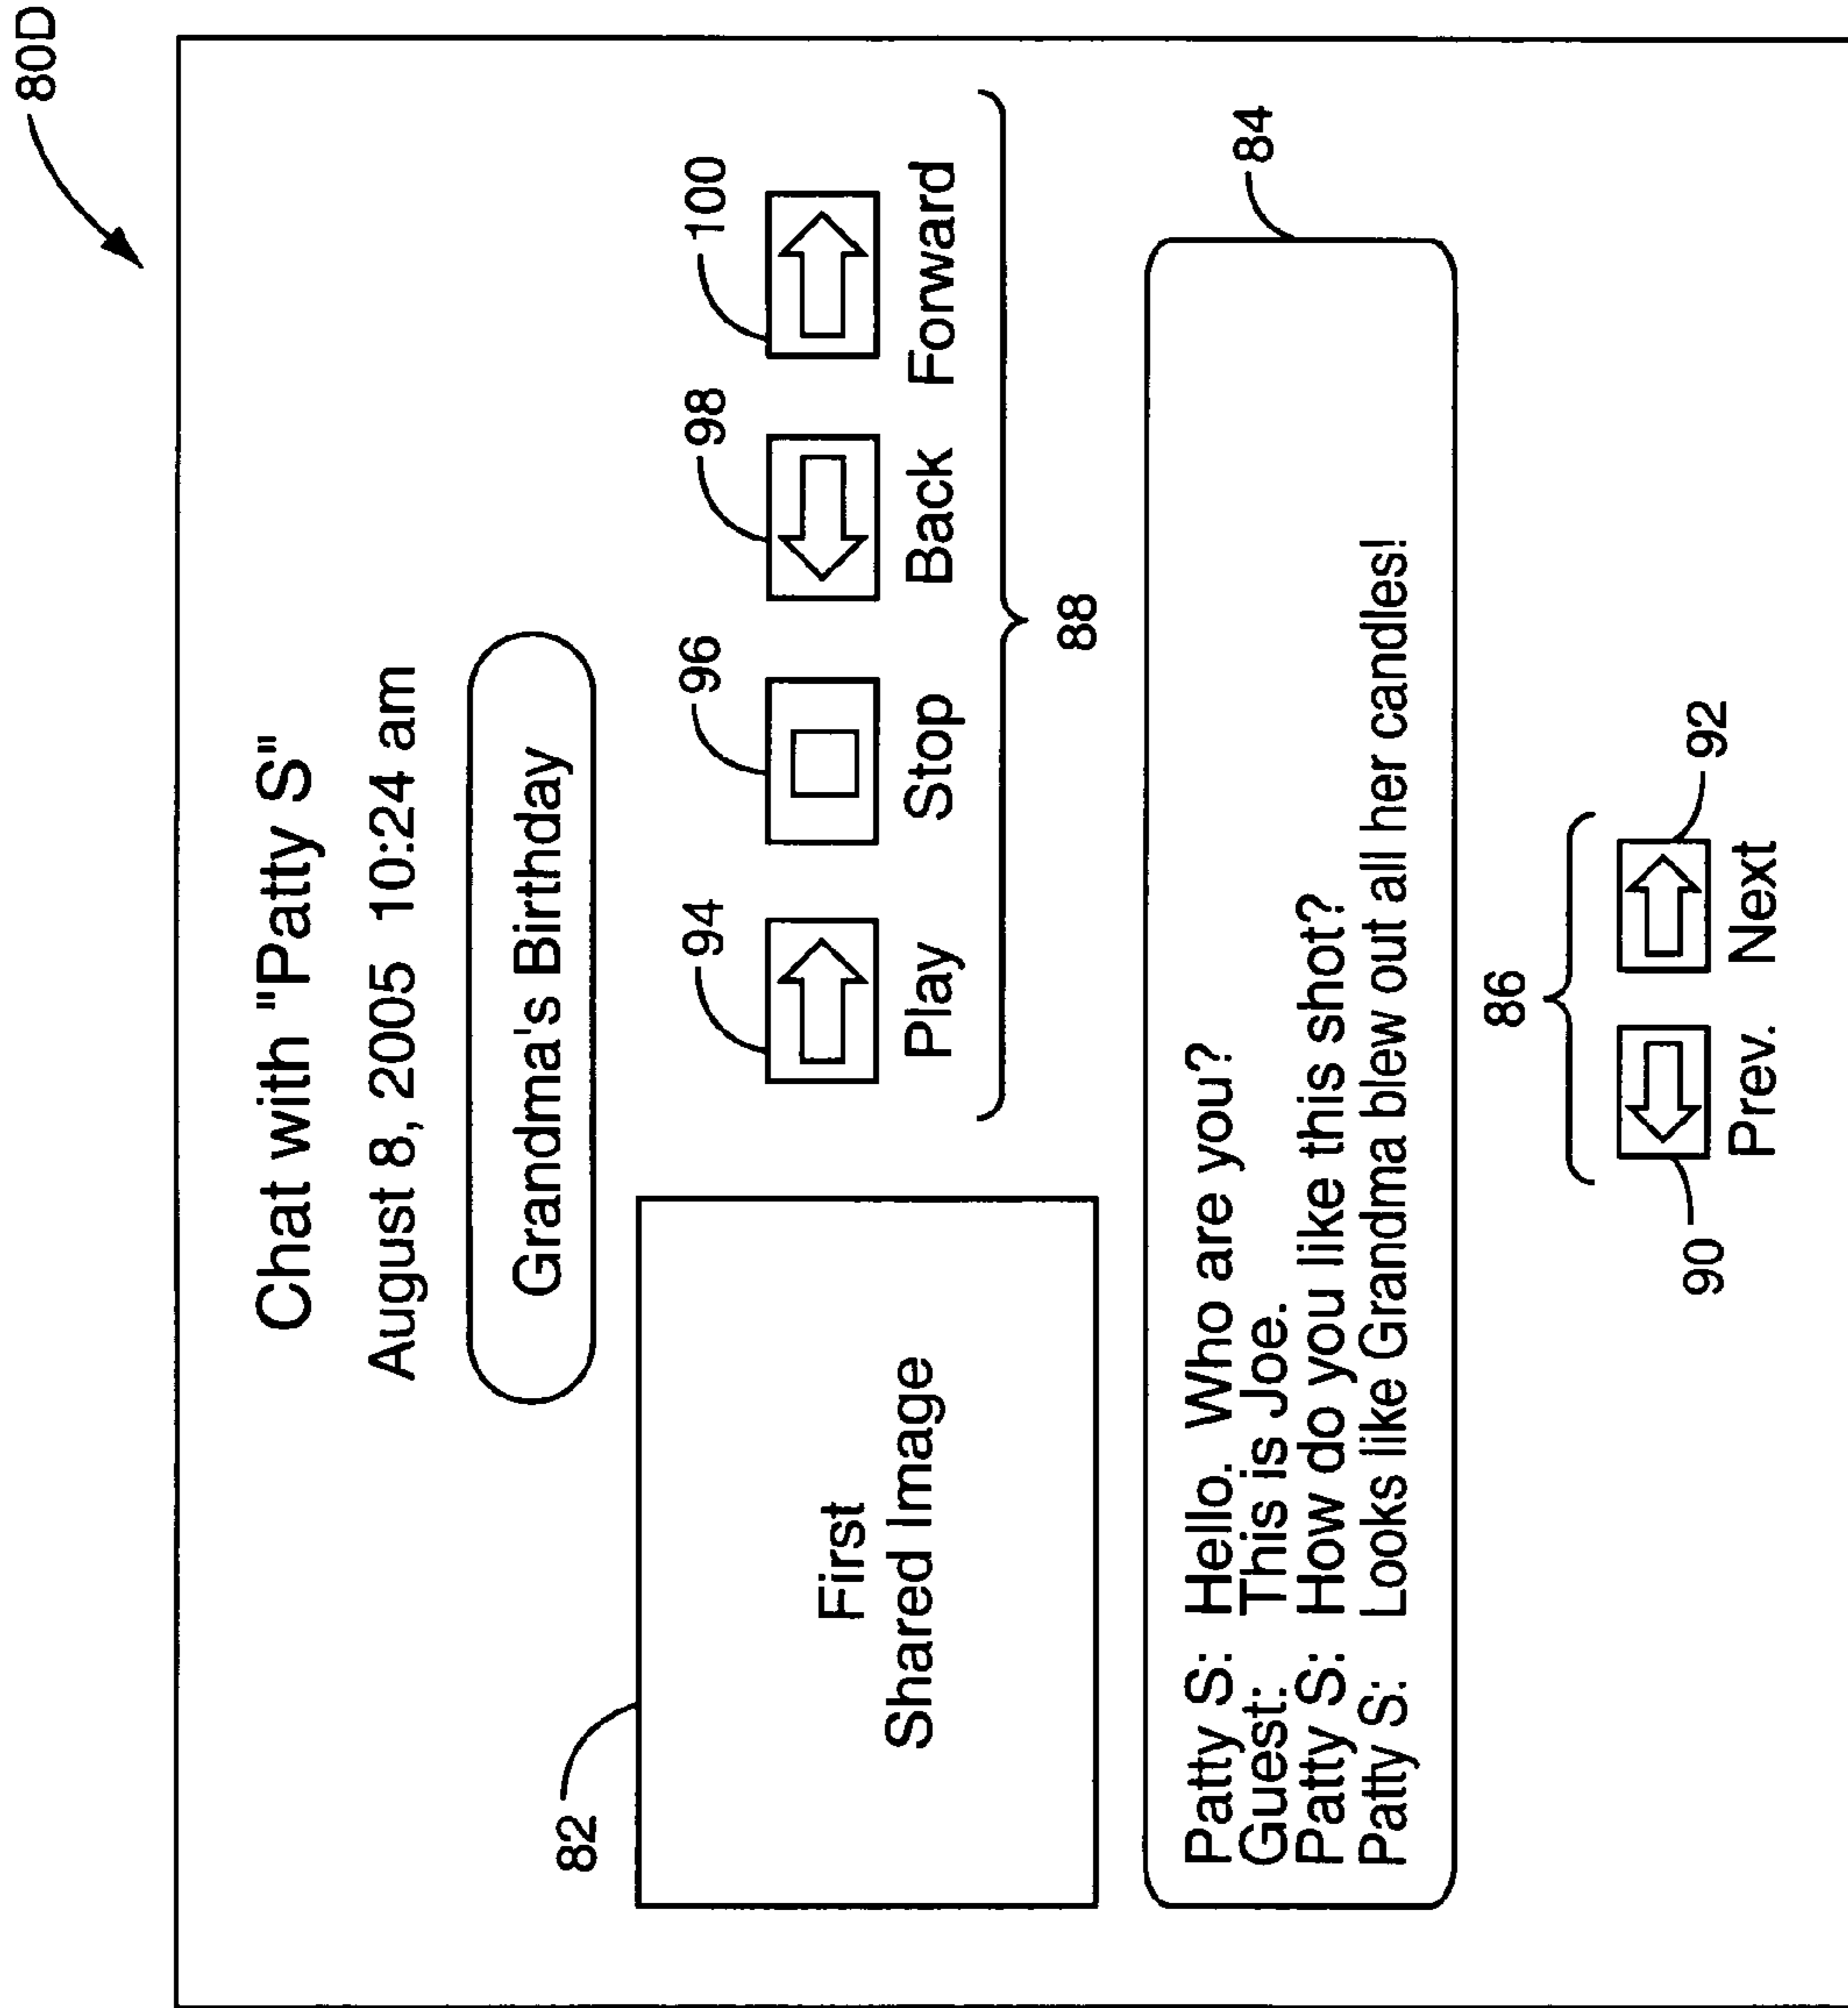 80D
Chat with "Patty S"
August 8, 2005 10:24 am
Grandma's Birthday
82
First
Shared Image
94
96
98
100
Play
Stop
Back
Forward
88
84
Patty S: Hello. Who are you?
Guest: This is Joe.
Patty S: How do you like this shot?
Patty S: Looks like Grandma blew out all her candles!
86
90
92
Prev.
Next